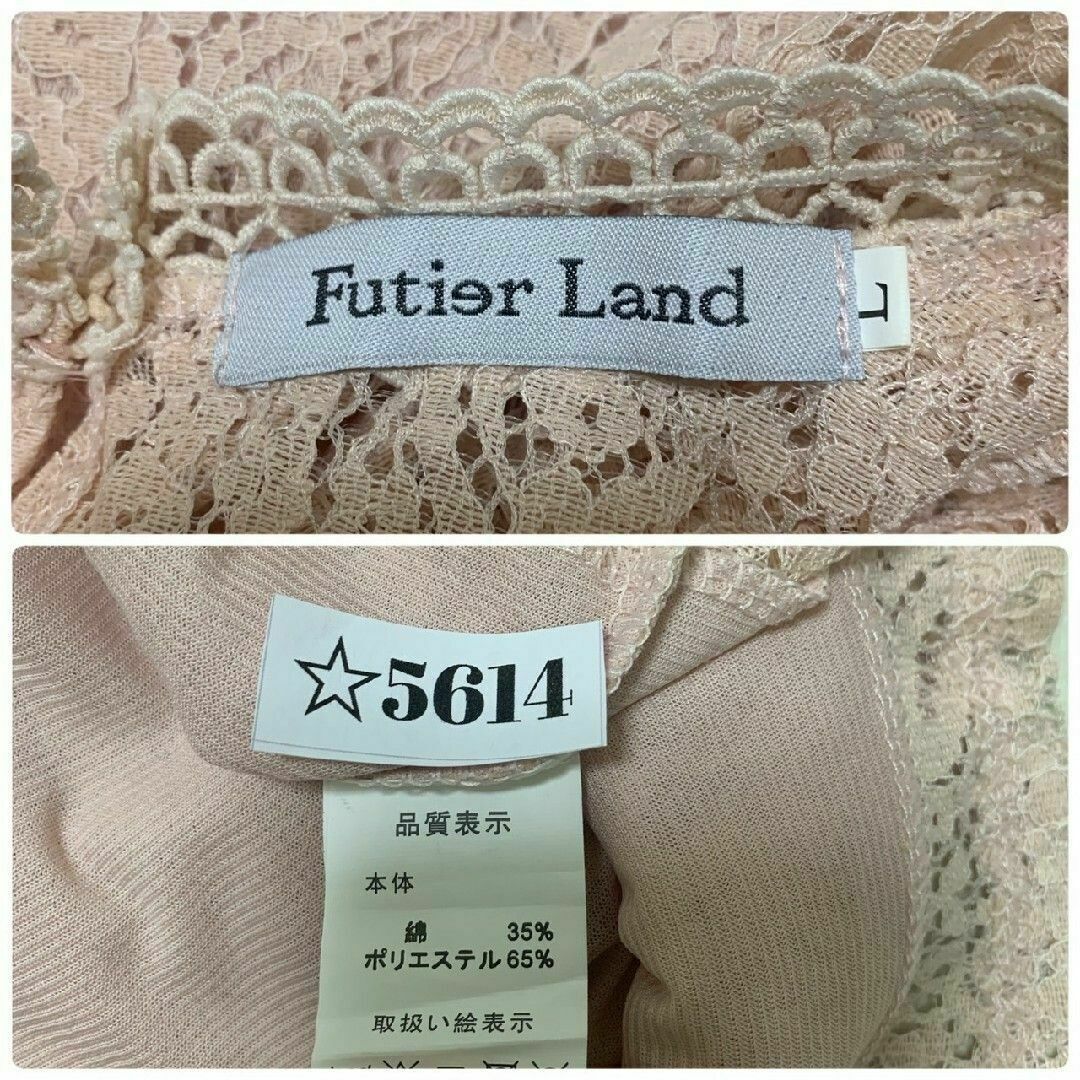 Futier Land
L
☆5614
品質表示
本体
綿 35%
ポリエステル 65%
取扱い絵表示